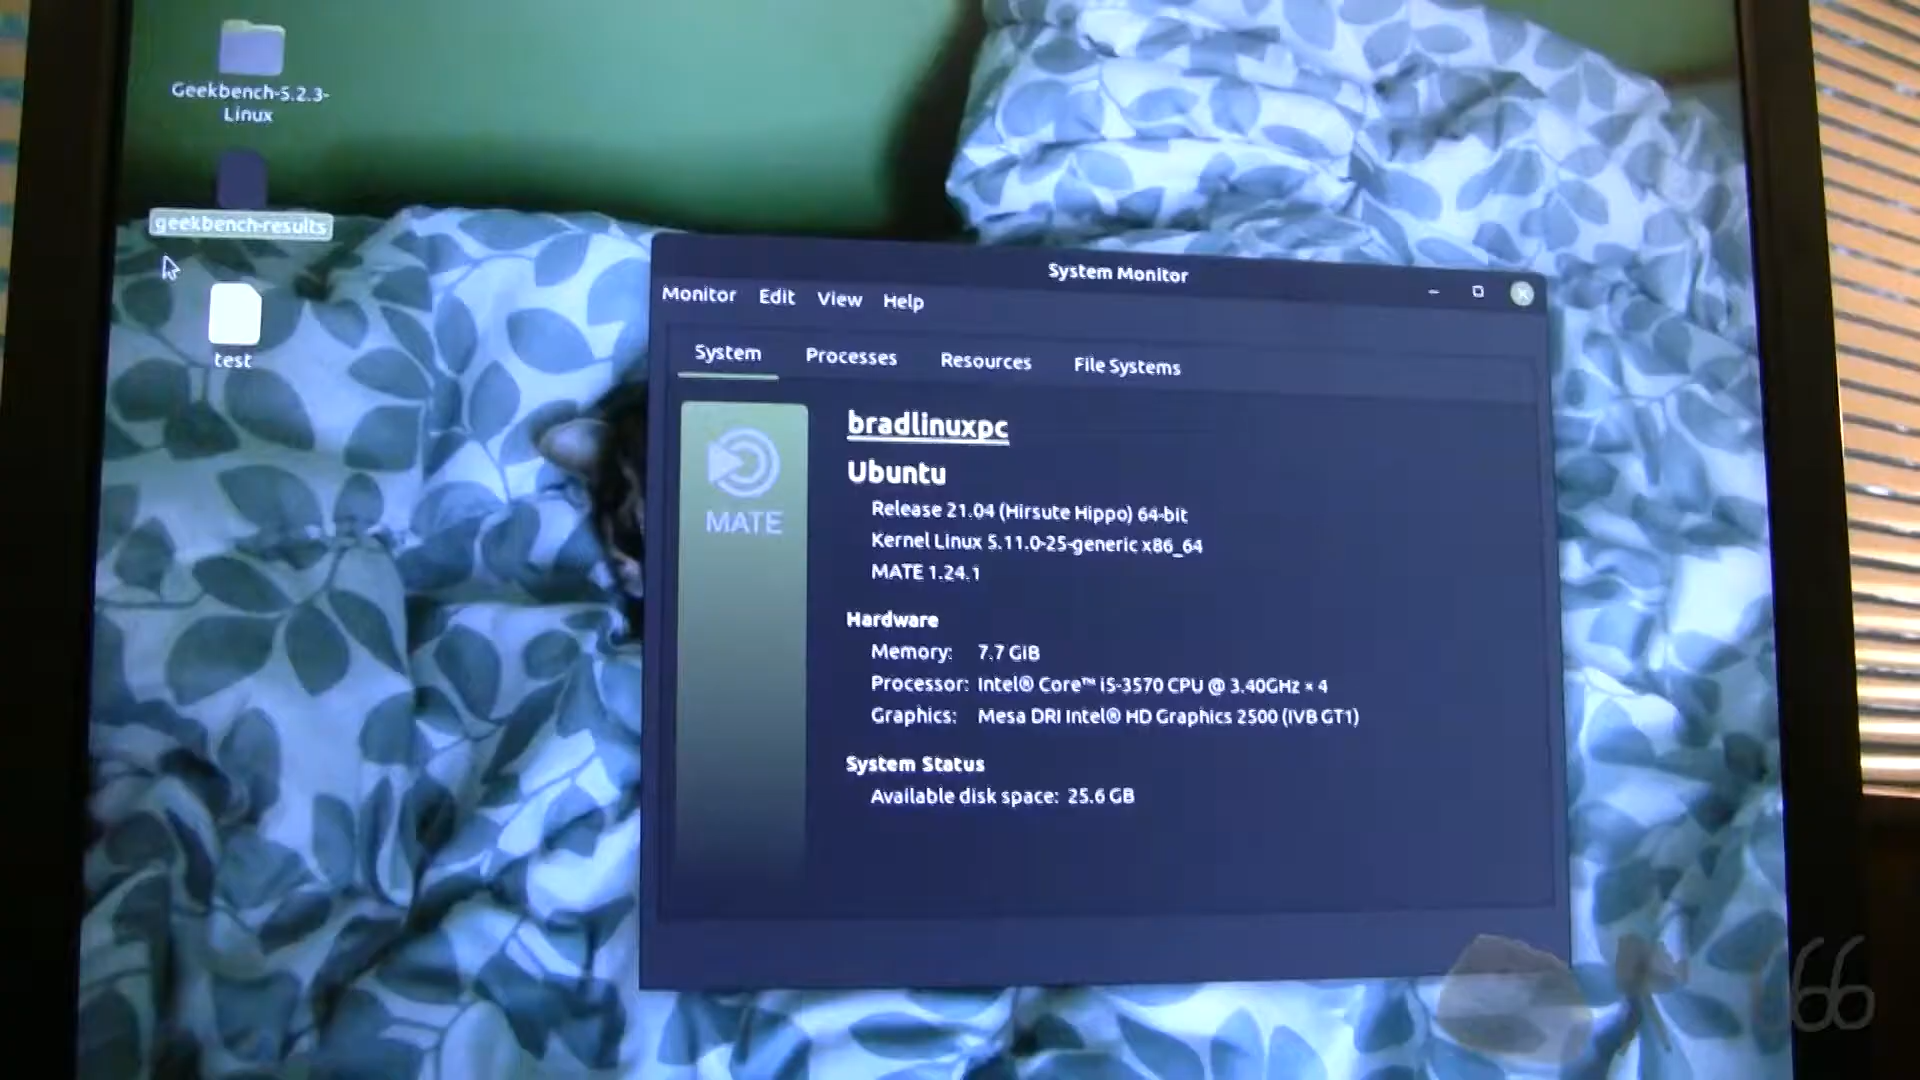 Geekbench-5.2.3-
Linux
geekbench-results
test
System Monitor
Monitor Edit View Help
System Processes Resources File Systems
MATE
bradlinuxpc
Ubuntu
Release 21.04 (Hirsute Hippo) 64-bit
Kernel Linux 5.11.0-25-generic x86_64
MATE 1.24.1
Hardware
Memory: 7.7 GiB
Processor: Intel® Core™ i5-3570 CPU @ 3.40GHz × 4
Graphics: Mesa DRI Intel® HD Graphics 2500 (IVB GT1)
System Status
Available disk space: 25.6 GB